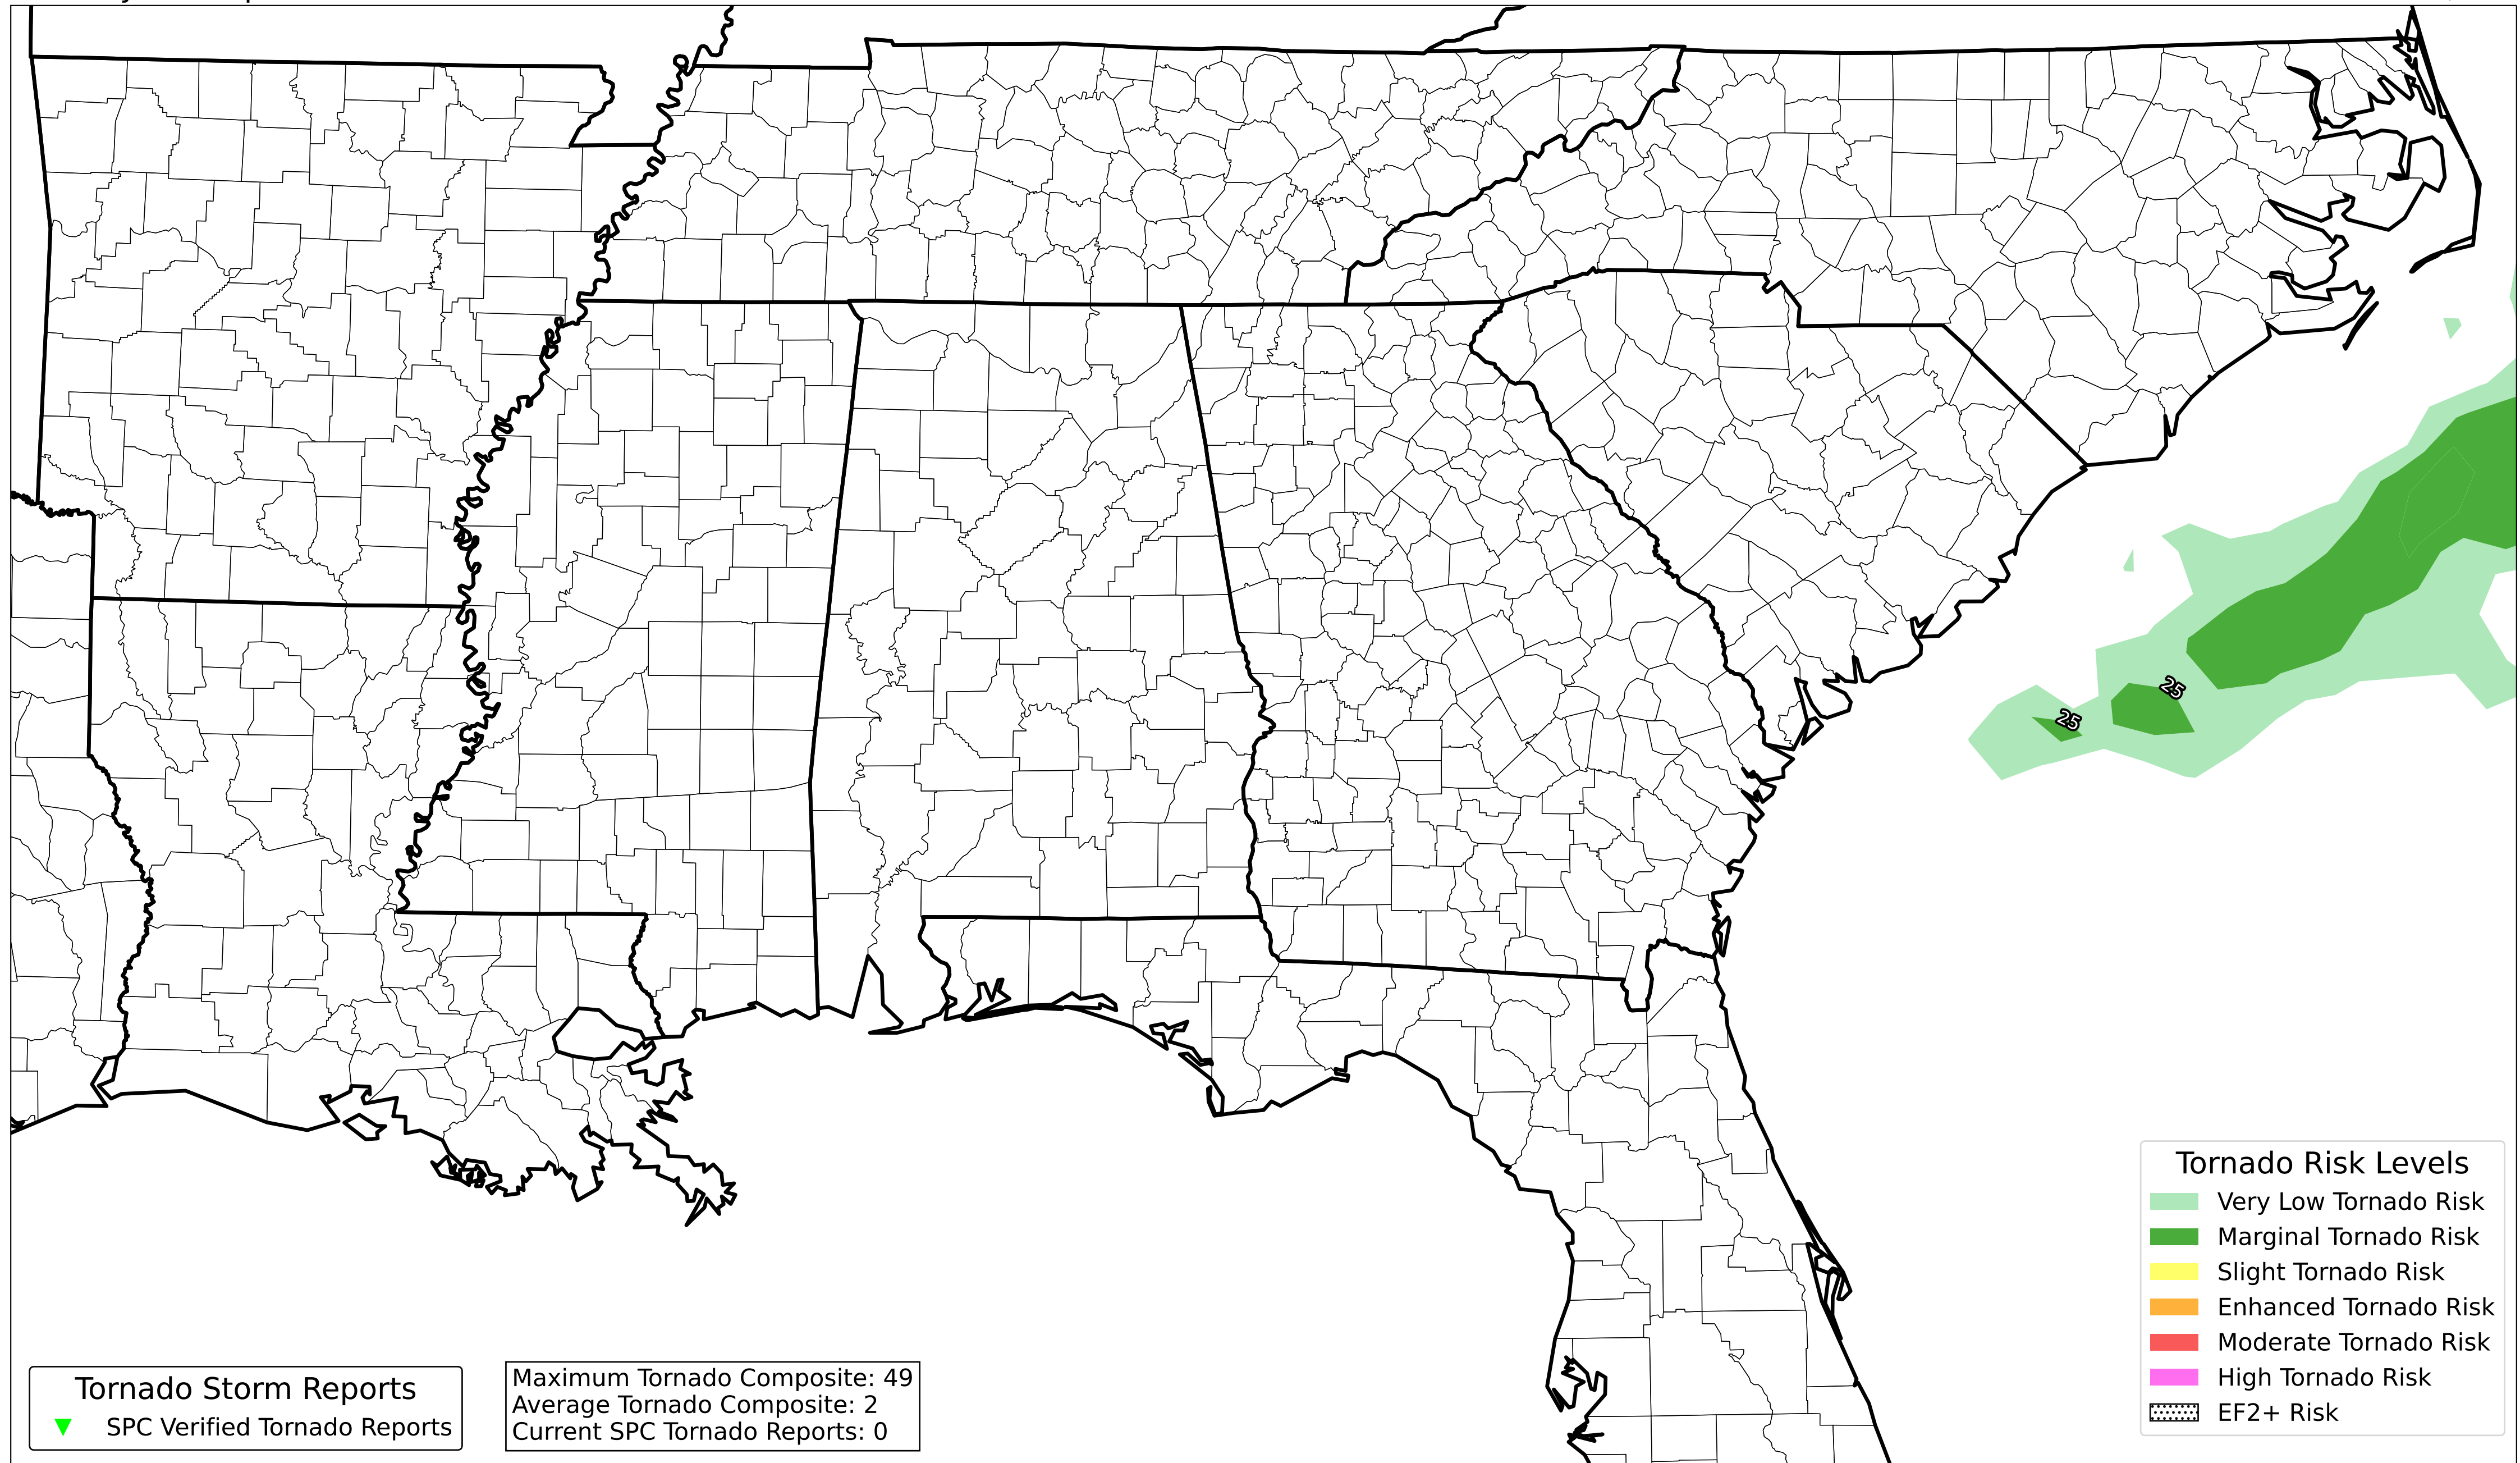 25
25
Tornado Risk Levels
Very Low Tornado Risk
Marginal Tornado Risk
Slight Tornado Risk
Enhanced Tornado Risk
Moderate Tornado Risk
High Tornado Risk
EF2+ Risk
Tornado Storm Reports
SPC Verified Tornado Reports
Maximum Tornado Composite: 49
Average Tornado Composite: 2
Current SPC Tornado Reports: 0